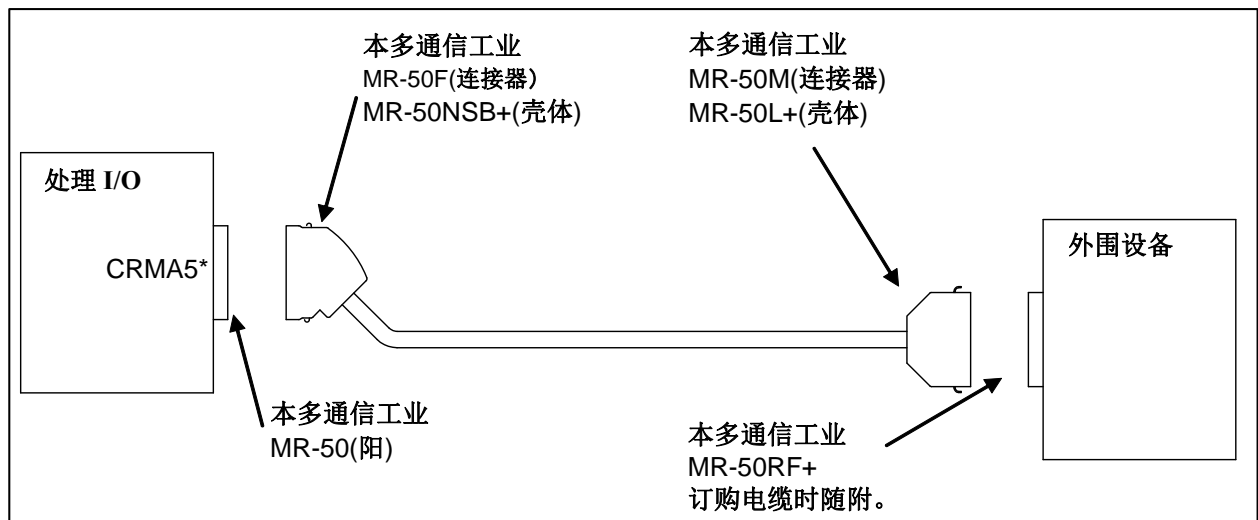 本多通信工业
MR-50F(连接器）
MR-50NSB+(壳体)
本多通信工业
MR-50M(连接器)
MR-50L+(壳体)
处理 I/O
CRMA5*
外围设备
本多通信工业
MR-50(阳)
本多通信工业
MR-50RF+
订购电缆时随附。